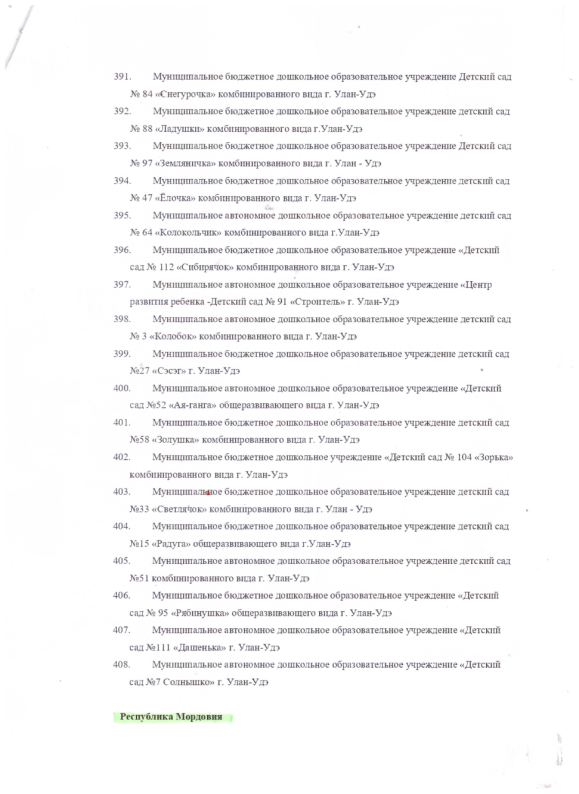 391. Муниципальное бюджетное дошкольное образовательное учреждение Детский сад
№ 84 «Снегурочка» комбинированного вида г. Улан-Удэ
392. Муниципальное бюджетное дошкольное образовательное учреждение детский сад
№ 88 «Ладушки» комбинированного вида г.Улан-Удэ
393. Муниципальное бюджетное дошкольное образовательное учреждение Детский сад
№ 97 «Земляничка» комбинированного вида г. Улан - Удэ
394. Муниципальное бюджетное дошкольное образовательное учреждение детский сад
№ 47 «Ёлочка» комбинированного вида г. Улан-Удэ
395. Муниципальное автономное дошкольное образовательное учреждение детский сад
№ 64 «Колокольчик» комбинированного вида г.Улан-Удэ
396. Муниципальное бюджетное дошкольное образовательное учреждение «Детский
сад № 112 «Сибирячок» комбинированного вида г. Улан-Удэ
397. Муниципальное автономное дошкольное образовательное учреждение «Центр
развития ребенка -Детский сад № 91 «Строитель» г. Улан-Удэ
398. Муниципальное автономное дошкольное образовательное учреждение детский сад
№ 3 «Колобок» комбинированного вида г. Улан-Удэ
399. Муниципальное бюджетное дошкольное образовательное учреждение детский сад
№27 «Сэсэг» г. Улан-Удэ
400. Муниципальное автономное дошкольное образовательное учреждение «Детский
сад №52 «Ая-ганга» общеразвивающего вида г. Улан-Удэ
401. Муниципальное бюджетное дошкольное образовательное учреждение детский сад
№58 «Золушка» комбинированного вида г. Улан-Удэ
402. Муниципальное бюджетное дошкольное учреждение «Детский сад № 104 «Зорька»
комбинированного вида г. Улан-Удэ
403. Муниципальное бюджетное дошкольное образовательное учреждение детский сад
№33 «Светлячок» комбинированного вида г. Улан - Удэ
404. Муниципальное бюджетное дошкольное образовательное учреждение детский сад
№15 «Радуга» общеразвивающего вида г.Улан-Удэ
405. Муниципальное автономное дошкольное образовательное учреждение детский сад
№51 комбинированного вида г. Улан-Удэ
406. Муниципальное бюджетное дошкольное образовательное учреждение «Детский
сад № 95 «Рябинушка» общеразвивающего вида г. Улан-Удэ
407. Муниципальное автономное дошкольное образовательное учреждение «Детский
сад №111 «Дашенька» г. Улан-Удэ
408. Муниципальное автономное дошкольное образовательное учреждение «Детский
сад №7 Солнышко» г. Улан-Удэ
Республика Мордовия